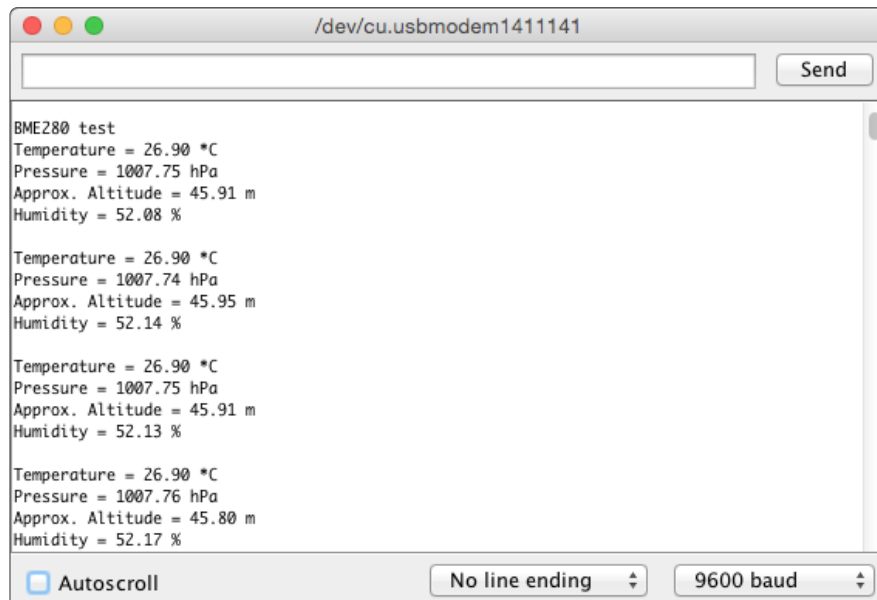 /dev/cu.usbmodem1411141
Send
BME280 test
Temperature = 26.90 *C
Pressure = 1007.75 hPa
Approx. Altitude = 45.91 m
Humidity = 52.08 %
Temperature = 26.90 *C
Pressure = 1007.74 hPa
Approx. Altitude = 45.95 m
Humidity = 52.14 %
Temperature = 26.90 *C
Pressure = 1007.75 hPa
Approx. Altitude = 45.91 m
Humidity = 52.13 %
Temperature = 26.90 *C
Pressure = 1007.76 hPa
Approx. Altitude = 45.80 m
Humidity = 52.17 %
Autoscroll No line ending 9600 baud